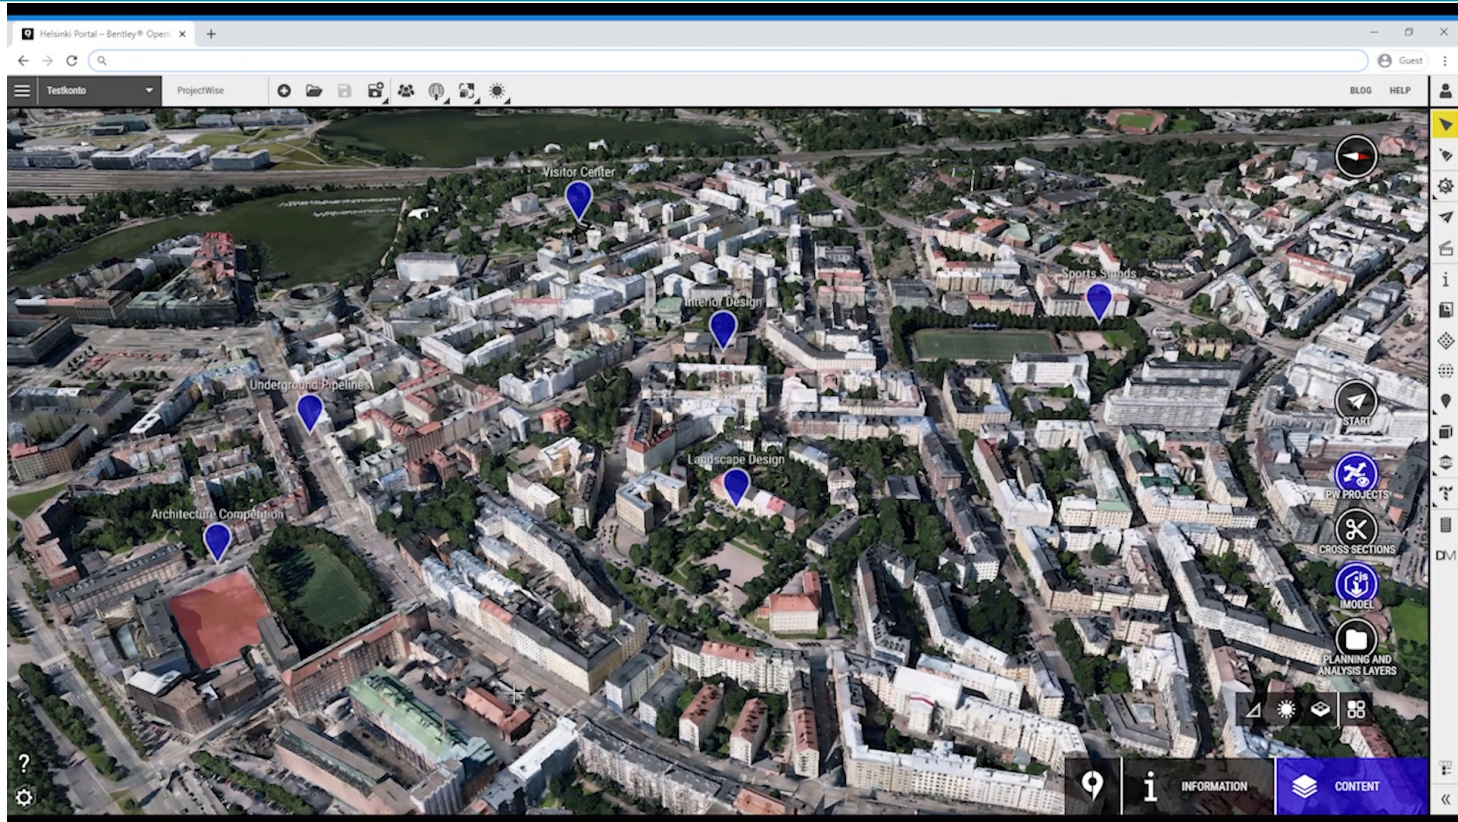 Helsinki Portal – Bentley® Open
Guest
Testkonto
ProjectWise
BLOG
HELP
Visitor Center
Sports Stands
Interior Design
Underground Pipelines
START
Landscape Design
PW PROJECTS
Architecture Competition
CROSS SECTIONS
JS
IMODEL
PLANNING AND
ANALYSIS LAYERS
DM
?
INFORMATION
CONTENT